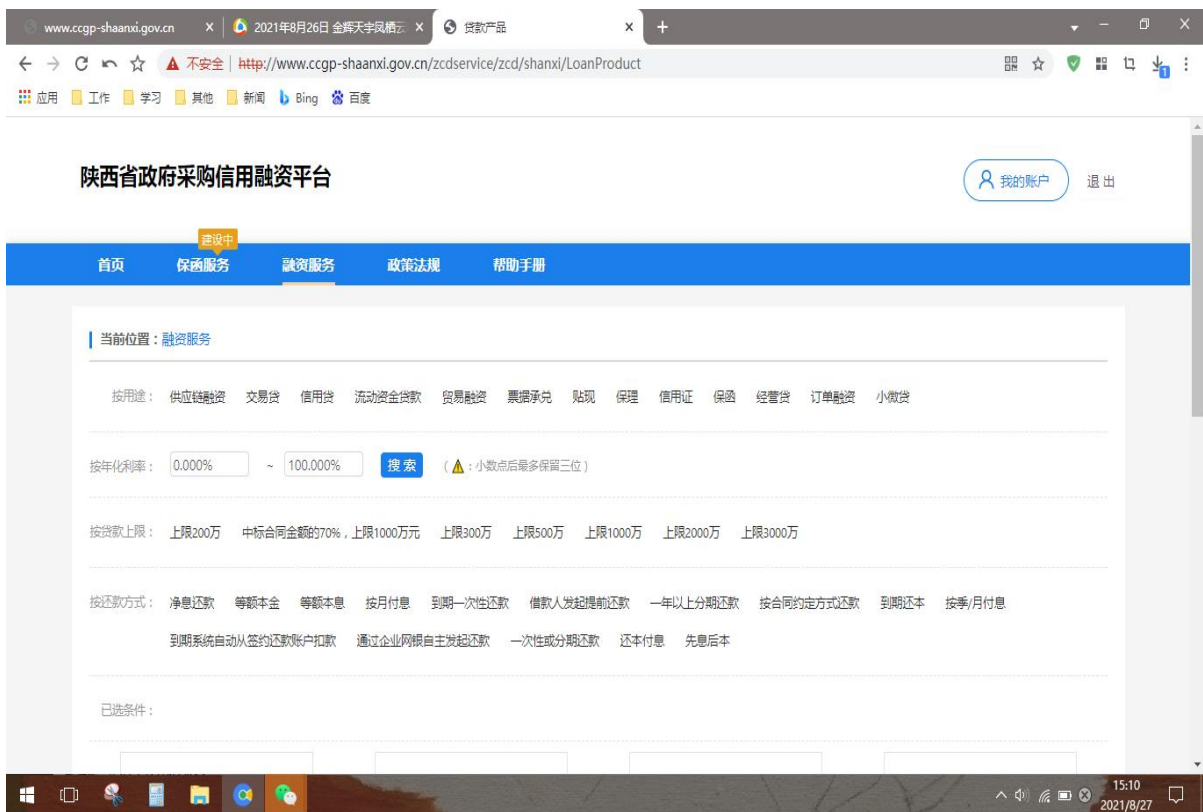 www.ccgp-shaanxi.gov.cn
2021年8月26日 金辉天宇凤栖云
贷款产品
不安全 | http://www.ccgp-shaanxi.gov.cn/zcdservice/zcd/shanxi/LoanProduct
应用 工作 学习 其他 新闻 Bing 百度
陕西省政府采购信用融资平台
我的账户 退出
建设中
首页 保函服务 融资服务 政策法规 帮助手册
当前位置：融资服务
按用途： 供应链融资 交易贷 信用贷 流动资金贷款 贸易融资 票据承兑 贴现 保理 信用证 保函 经营贷 订单融资 小微贷
按年化利率： 0.000% ~ 100.000% 搜索 （ ：小数点后最多保留三位）
按贷款上限： 上限200万 中标合同金额的70%，上限1000万元 上限300万 上限500万 上限1000万 上限2000万 上限3000万
按还款方式： 净息还款 等额本金 等额本息 按月付息 到期一次性还款 借款人发起提前还款 一年以上分期还款 按合同约定方式还款 到期还本 按季/月付息
到期系统自动从签约还款账户扣款 通过企业网银自主发起还款 一次性或分期还款 还本付息 先息后本
已选条件：
15:10
2021/8/27